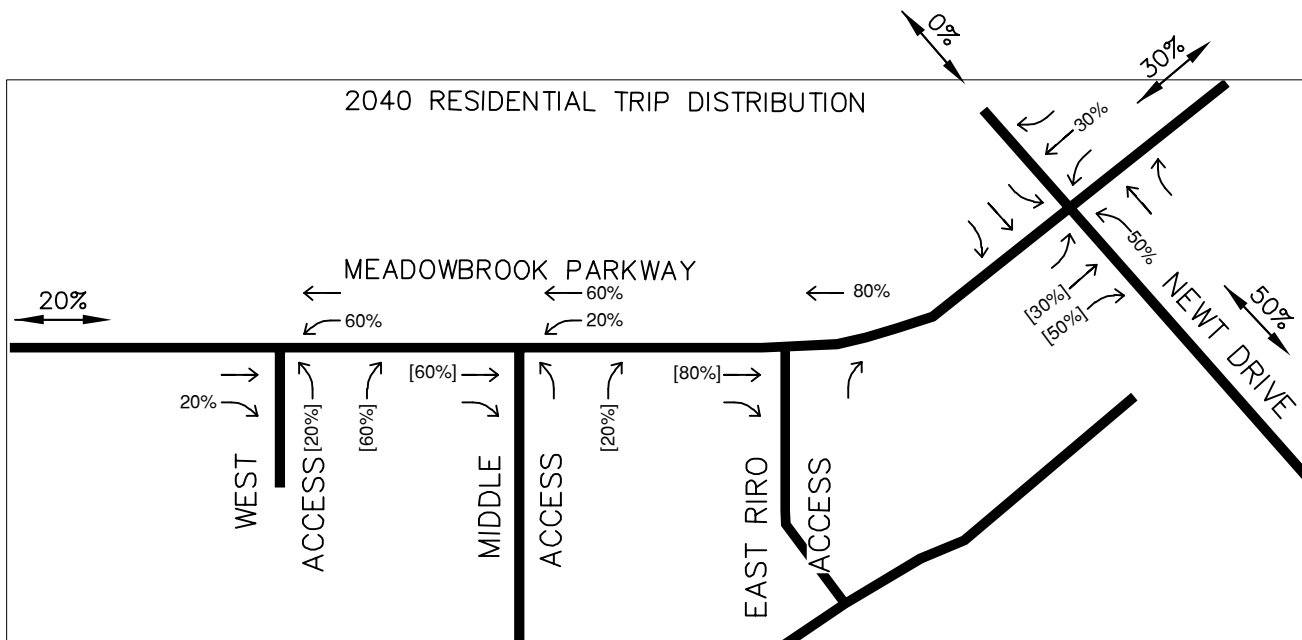 0%
30%
2040 RESIDENTIAL TRIP DISTRIBUTION
30%
50%
MEADOWBROOK PARKWAY
20%
60%
80%
60%
20%
[30%]
[50%]
NEWT DRIVE
50%
20%
[20%]
[60%]
[60%]
[20%]
[80%]
WEST
ACCESS
MIDDLE
ACCESS
EAST RIRO
ACCESS